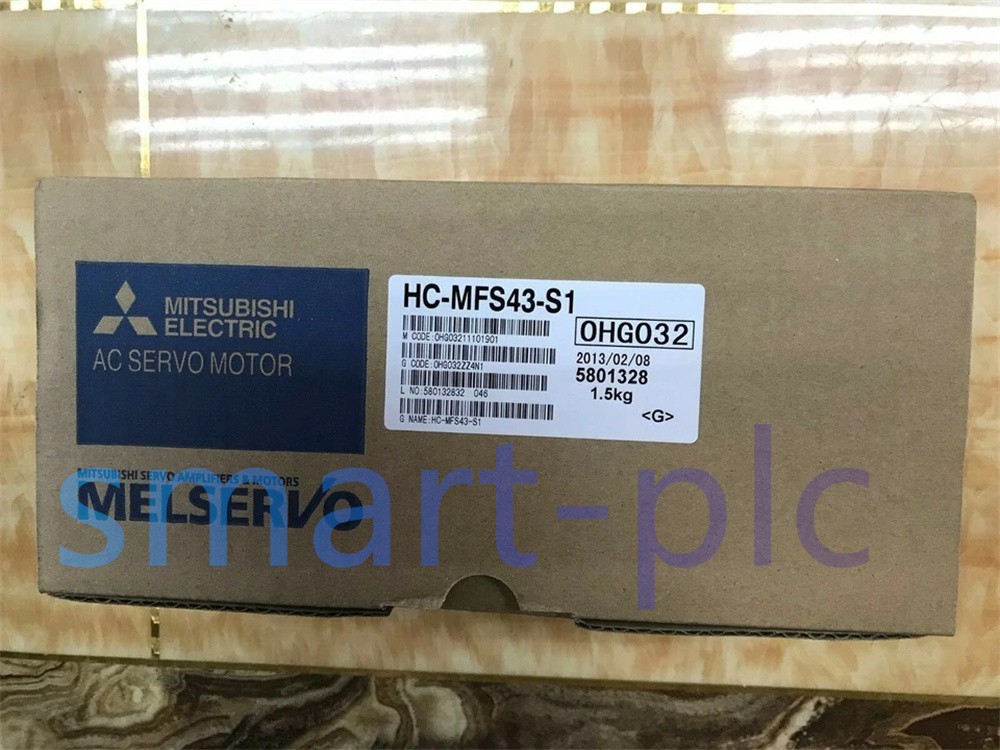 MITSUBISHI
ELECTRIC
AC SERVO MOTOR
HC-MFS43-S1
M CODE:0HG03211101901
G CODE:0HG032ZZ4N1
L NO:580132832 046
G NAME:HC-MFS43-S1
0HG032
2013/02/08
5801328
1.5kg
<G>
MITSUBISHI SERVO AMPLIFIERS & MOTORS
MELSERVO
smart-plc